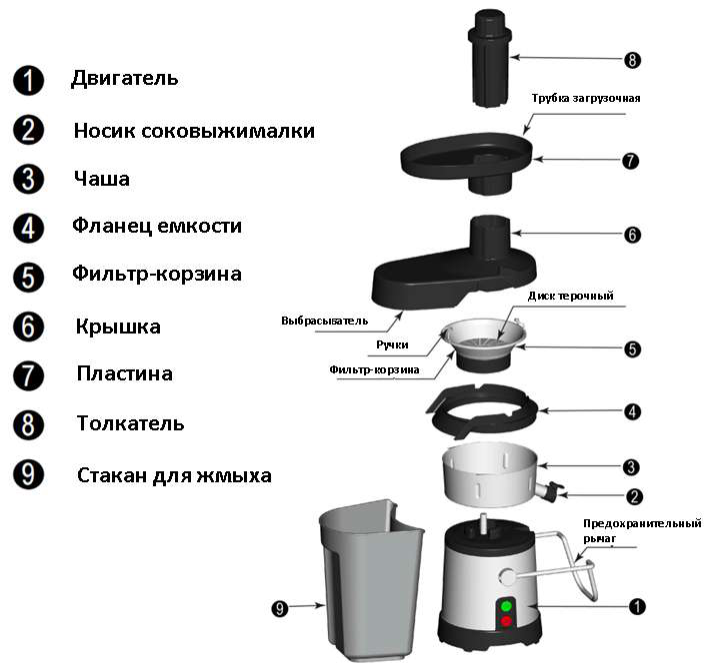 1 Двигатель
2 Носик соковыжималки
3 Чаша
4 Фланец емкости
5 Фильтр-корзина
6 Крышка
7 Пластина
8 Толкатель
9 Стакан для жмыха
8
Трубка загрузочная
7
6
Выбрасыватель
Диск терочный
Ручки
5
Фильтр-корзина
4
3
2
Предохранительный
рычаг
9
1